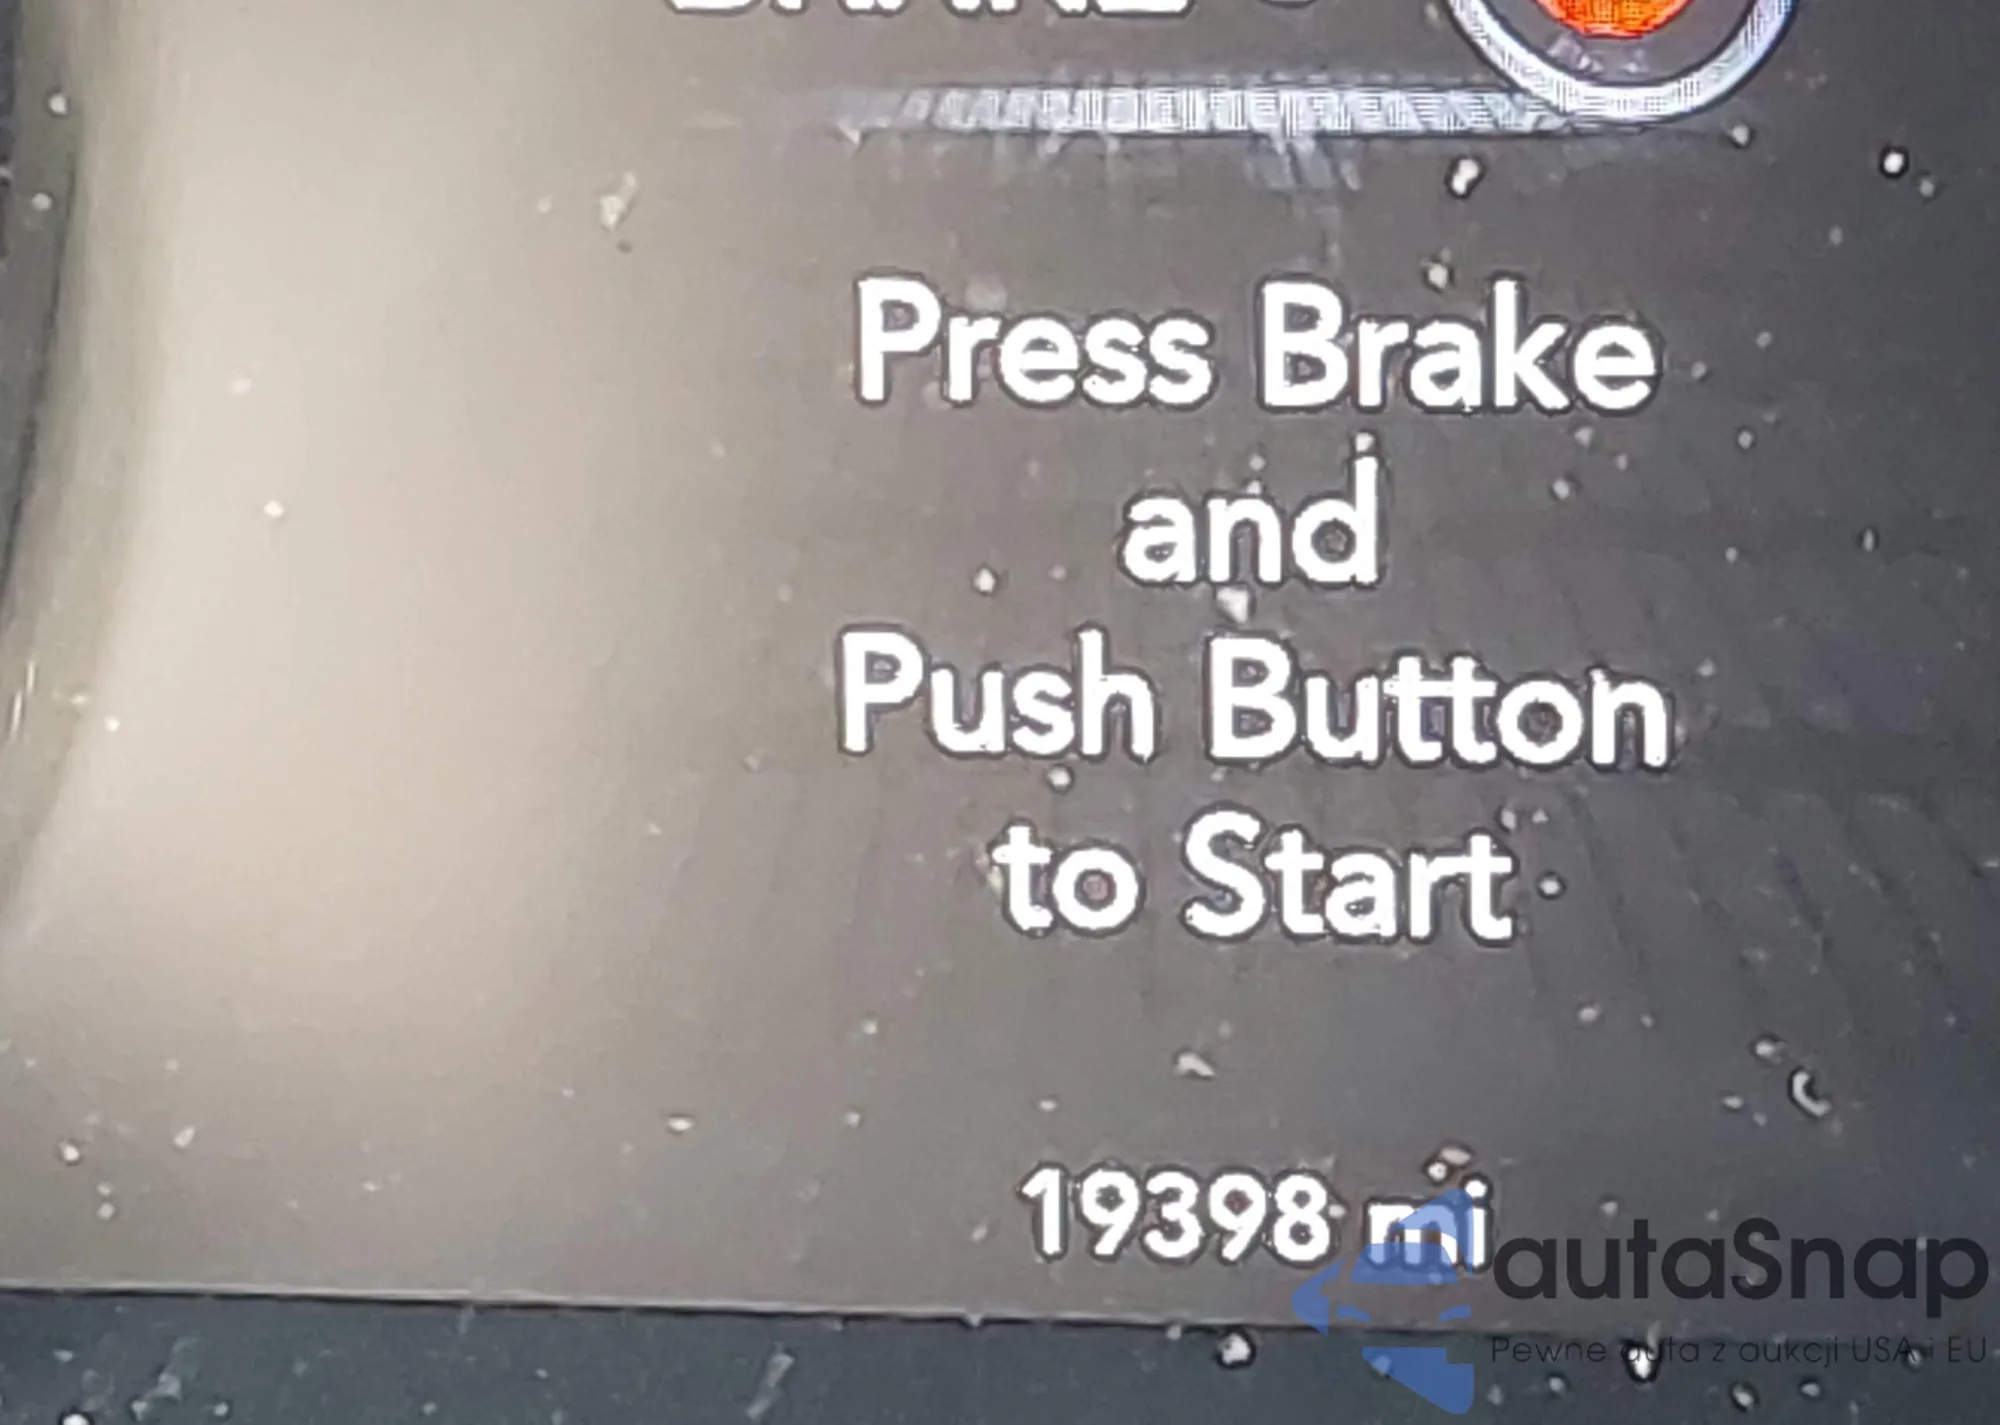 Press Brake
and
Push Button
to Start
19398 mi
autaSnap
Pewne auta z aukcji USA i EU